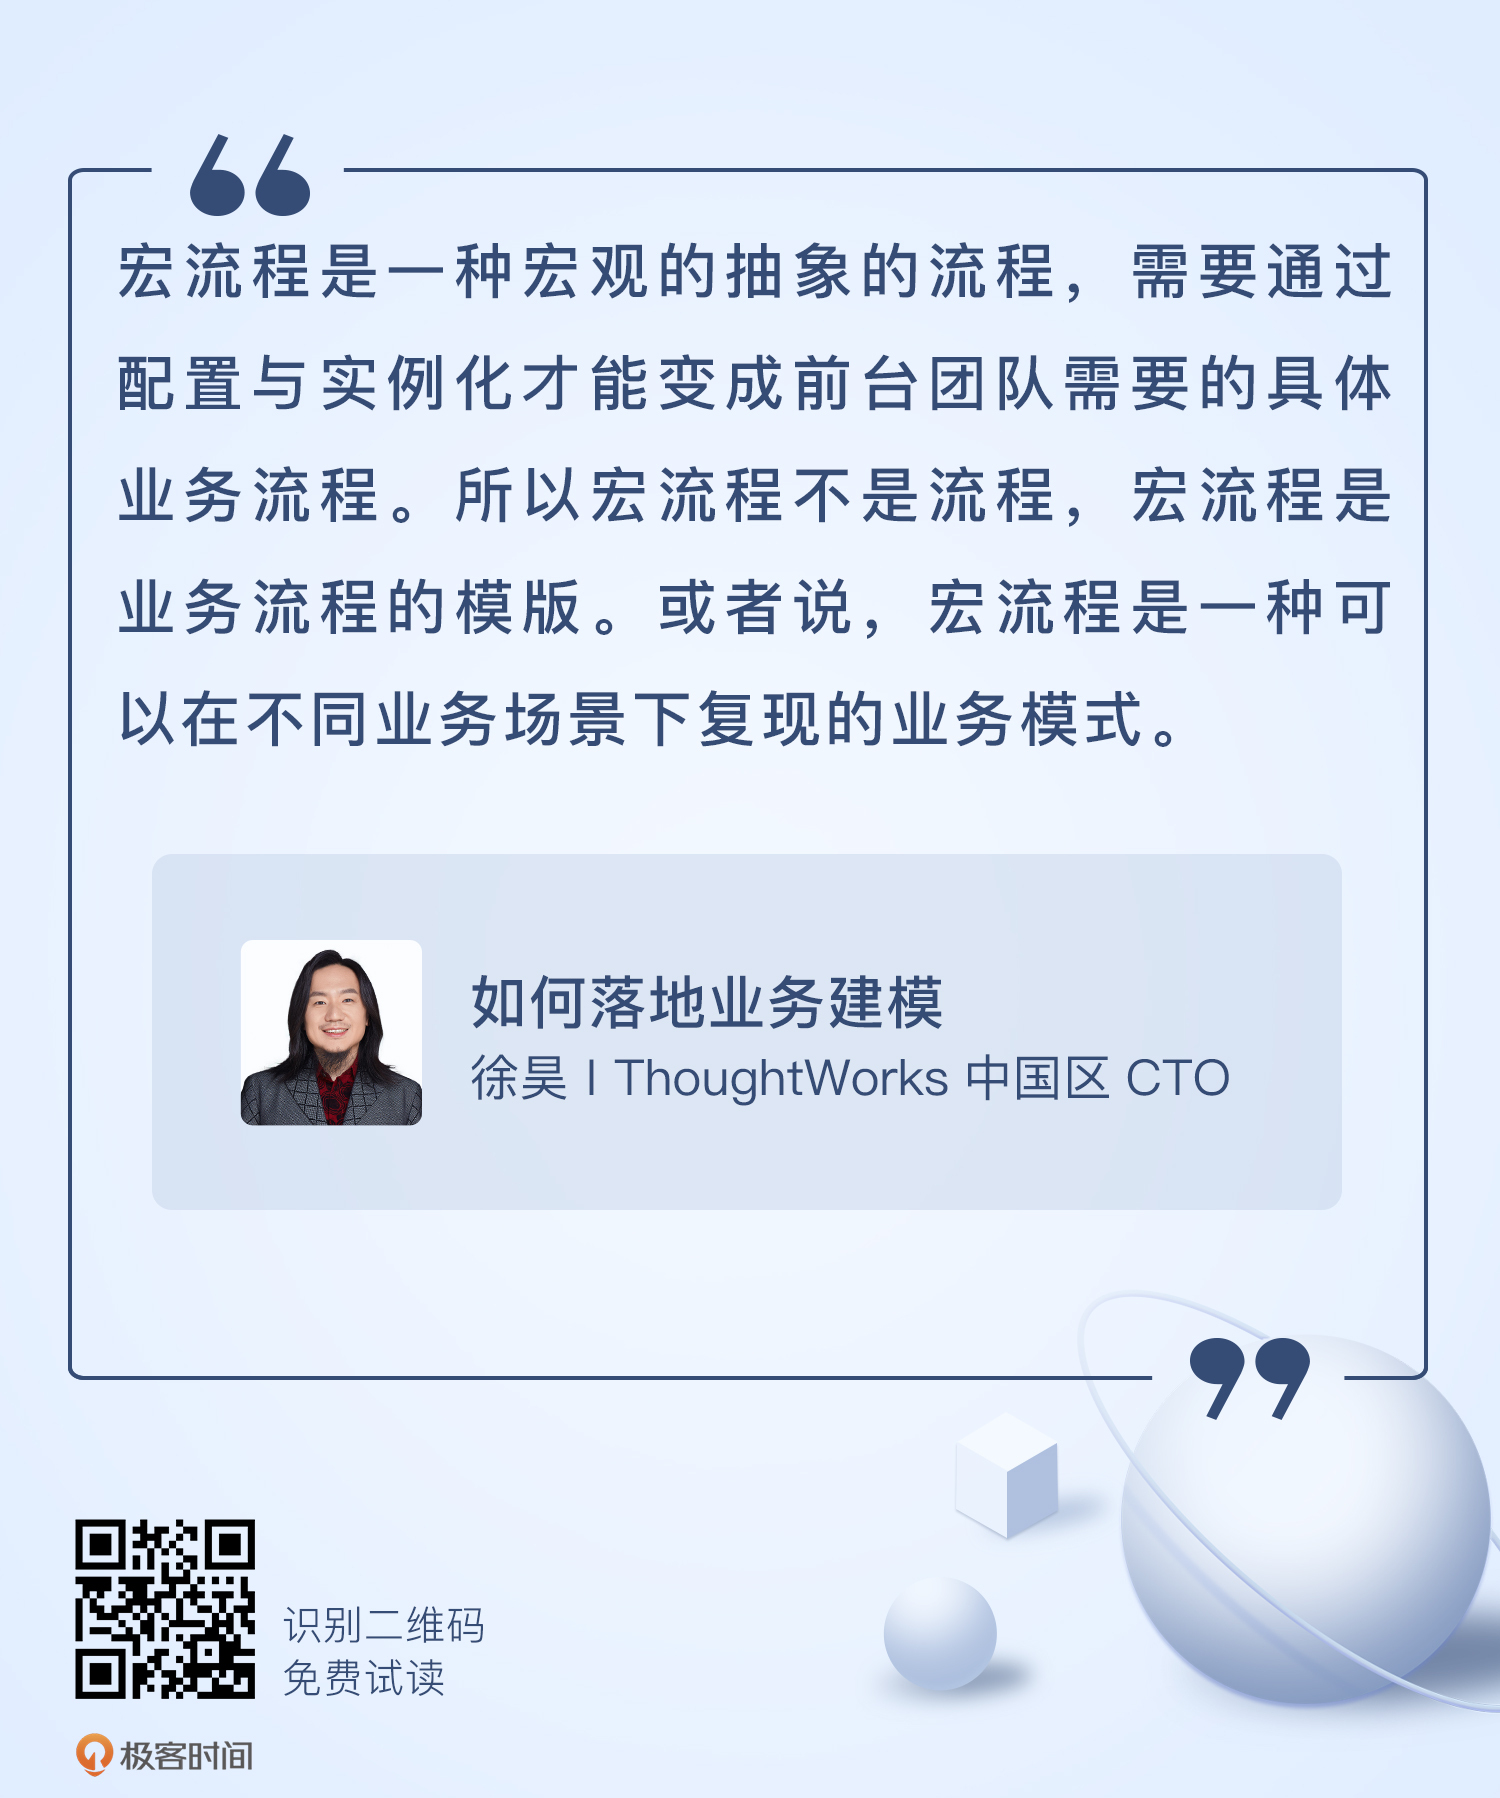 宏流程是一种宏观的抽象的流程，需要通过
配置与实例化才能变成前台团队需要的具体
业务流程。所以宏流程不是流程，宏流程是
业务流程的模版。或者说，宏流程是一种可
以在不同业务场景下复现的业务模式。
如何落地业务建模
徐昊 | ThoughtWorks 中国区 CTO
识别二维码
免费试读
极客时间